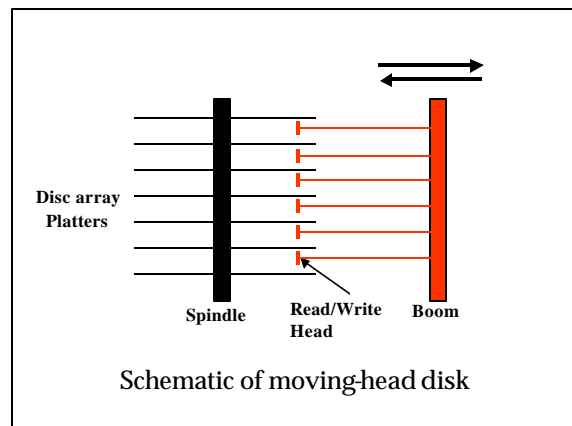 Disc array
Platters
Spindle
Read/Write
Head
Boom
Schematic of moving-head disk